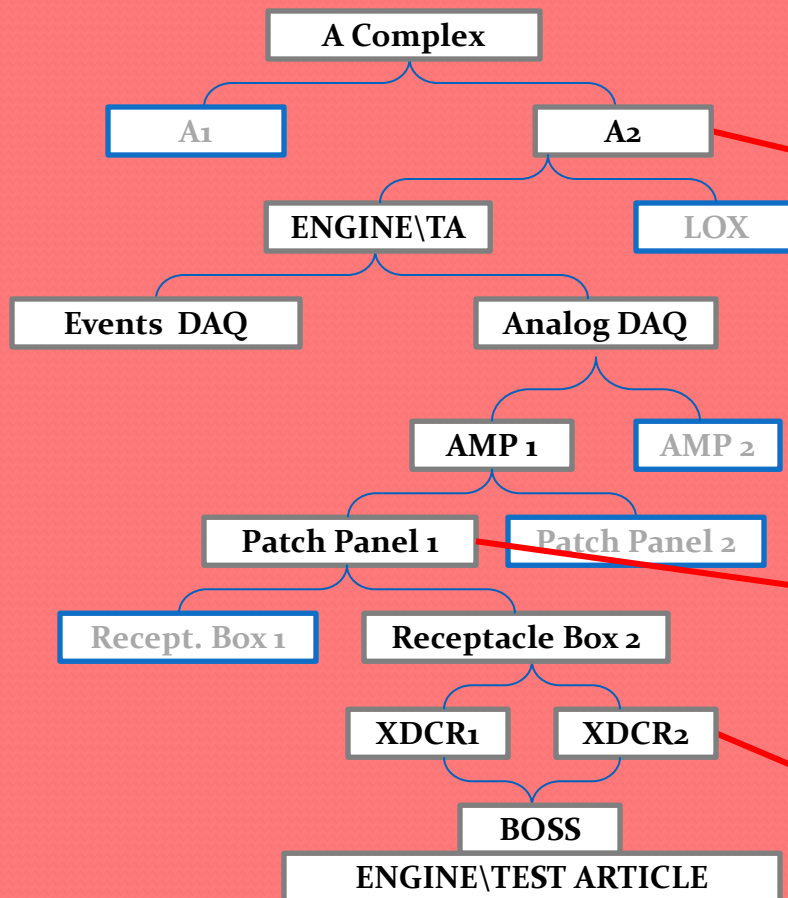 A Complex
A1
A2
ENGINE\TA
LOX
Events DAQ
Analog DAQ
AMP 1
AMP 2
Patch Panel 1
Patch Panel 2
Recept. Box 1
Receptacle Box 2
XDCR1
XDCR2
BOSS
ENGINE\TEST ARTICLE